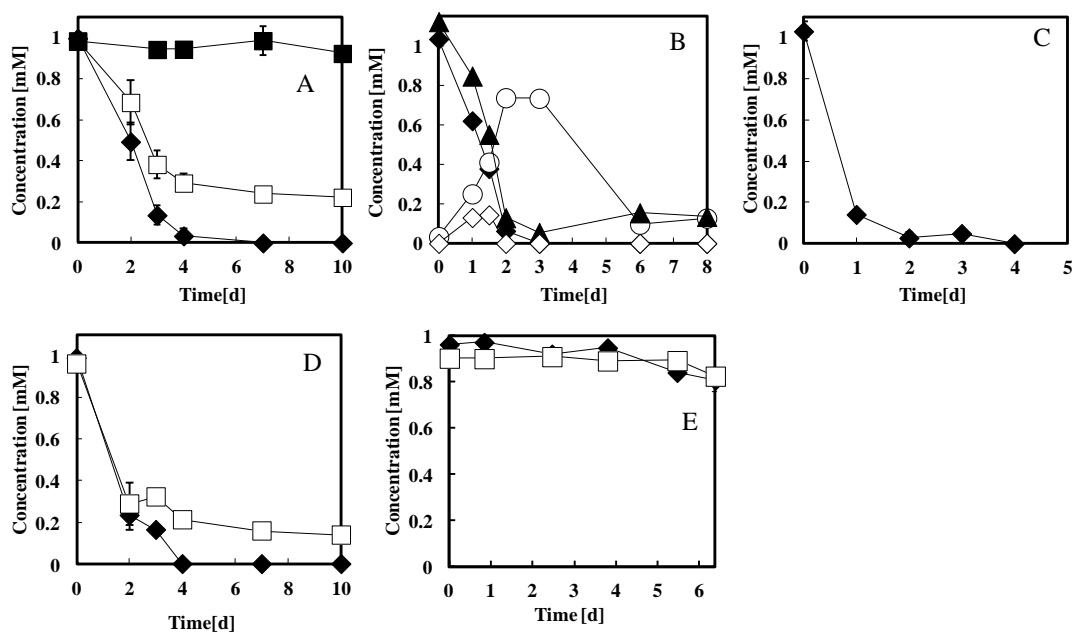 A
Concentration [mM]
1
0.8
0.6
0.4
0.2
0
0 2 4 6 8 10
Time[d]
B
Concentration [mM]
1
0.8
0.6
0.4
0.2
0
0 1 2 3 4 5 6 7 8
Time[d]
C
Concentration [mM]
1
0.8
0.6
0.4
0.2
0
0 1 2 3 4 5
Time[d]
D
Concentration [mM]
1
0.8
0.6
0.4
0.2
0
0 2 4 6 8 10
Time[d]
E
Concentration [mM]
1
0.8
0.6
0.4
0.2
0
0 1 2 3 4 5 6
Time [d]